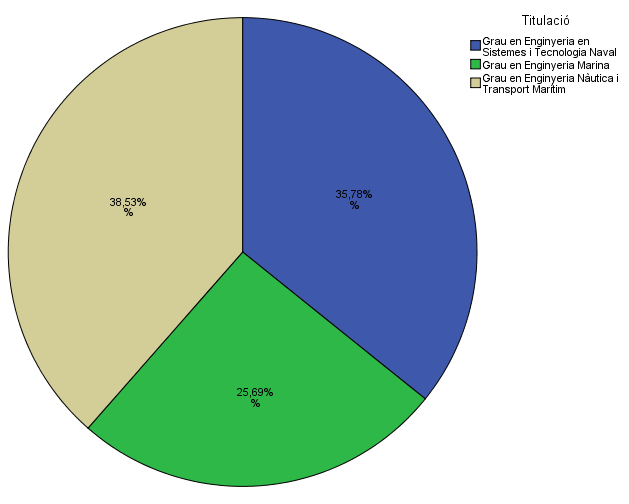 Titulació
Grau en Enginyeria en
Sistemes i Tecnologia Naval
Grau en Enginyeria Marina
Grau en Enginyeria Nàutica i
Transport Marítim
38,53%
%
35,78%
%
25,69%
%